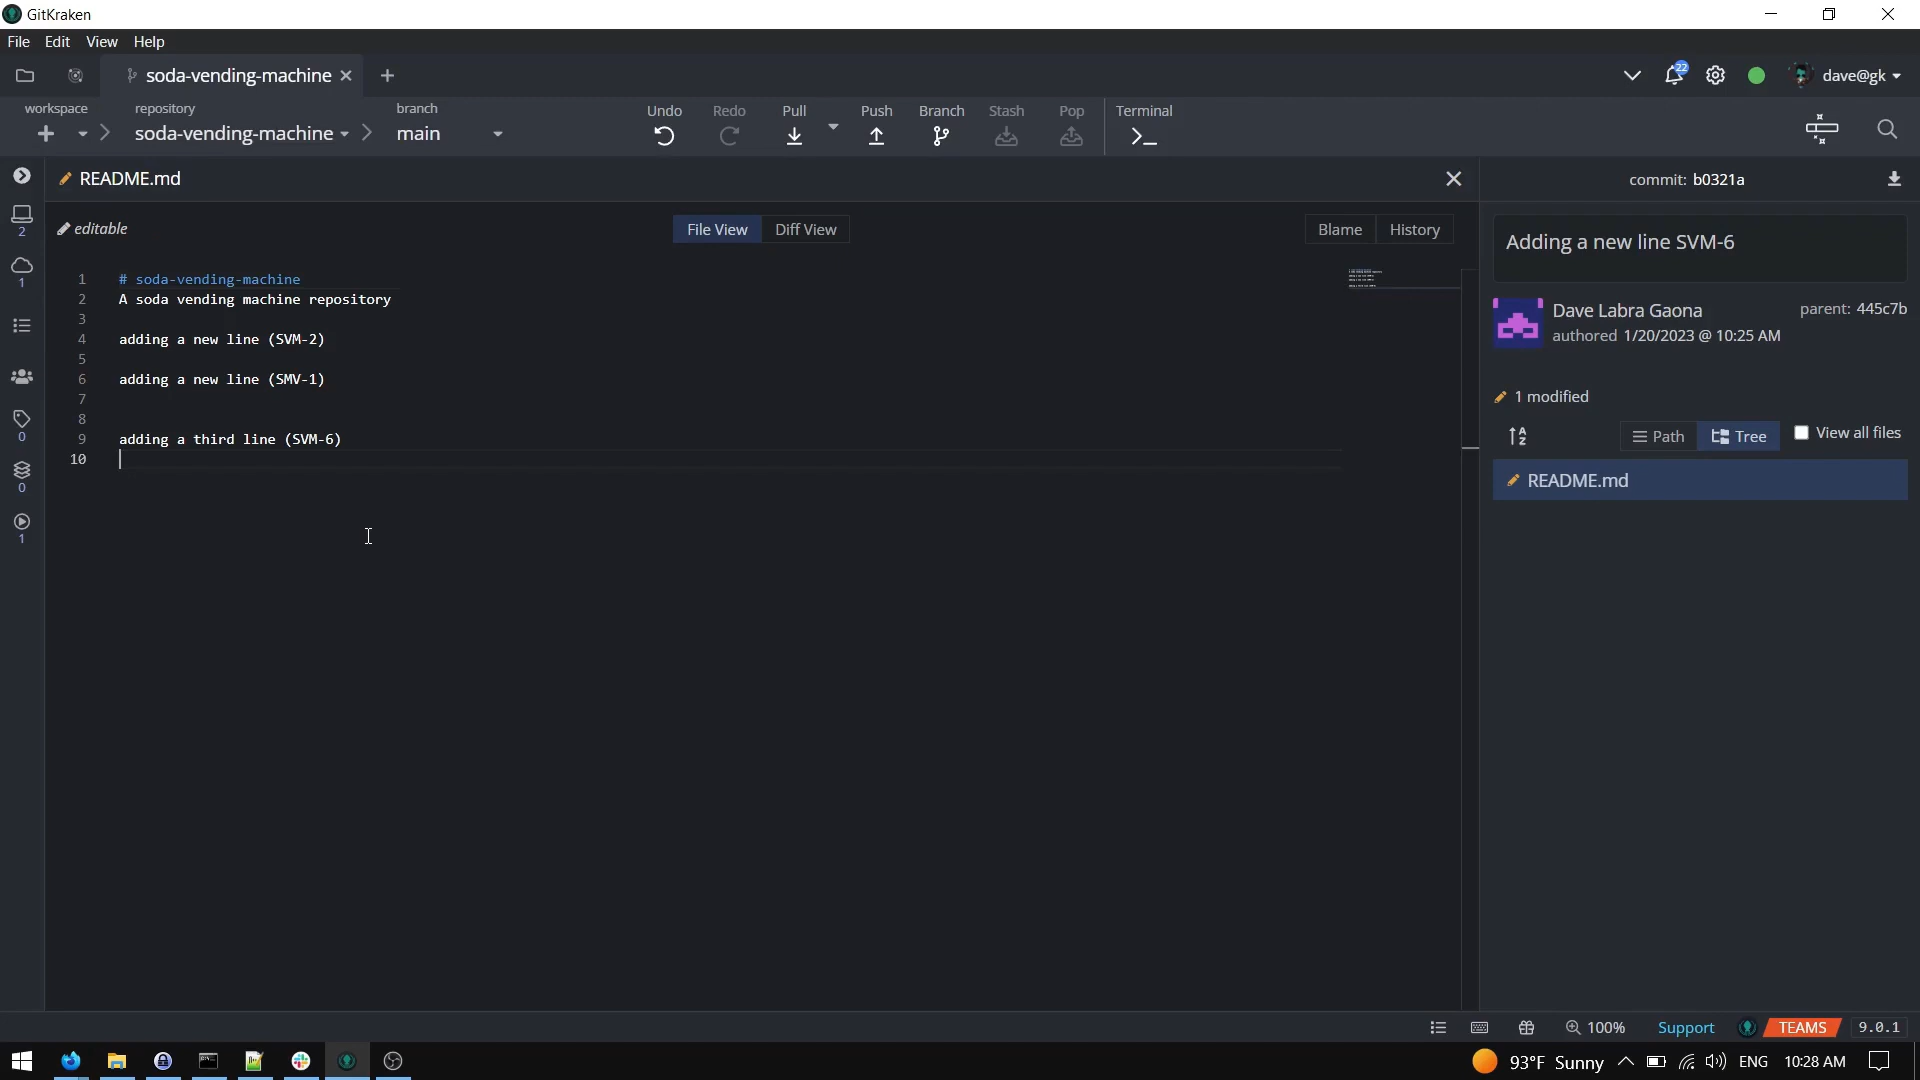 GitKraken
File Edit View Help
soda-vending-machine
22
dave@gk
workspace repository branch
soda-vending-machine main
Undo Redo Pull Push Branch Stash Pop Terminal
README.md
commit: b0321a
editable
File View Diff View
Blame History
Adding a new line SVM-6
Dave Labra Gaona
parent: 445c7b
authored 1/20/2023 @ 10:25 AM
1 modified
Path Tree View all files
README.md
2
1
0
0
1
1 # soda-vending-machine
2 A soda vending machine repository
3
4 adding a new line (SVM-2)
5
6 adding a new line (SMV-1)
7
8
9 adding a third line (SVM-6)
10
100% Support TEAMS 9.0.1
93°F Sunny ENG 10:28 AM